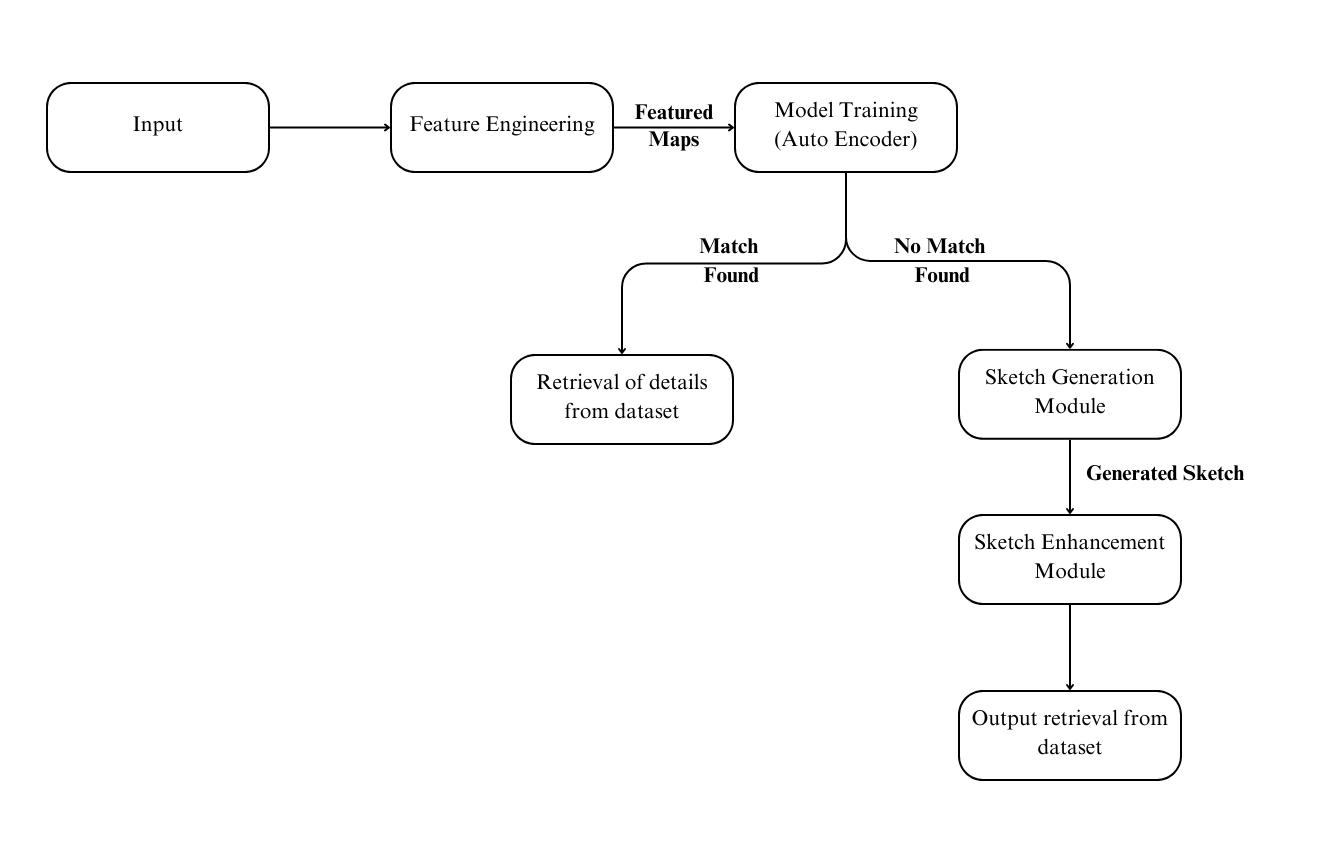 Input
Feature Engineering
Featured
Maps
Model Training
(Auto Encoder)
Match
Found
No Match
Found
Retrieval of details
from dataset
Sketch Generation
Module
Generated Sketch
Sketch Enhancement
Module
Output retrieval from
dataset